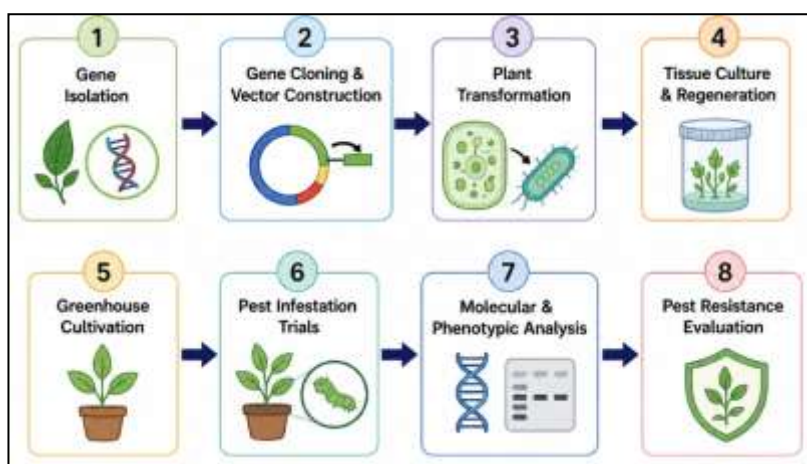 1
Gene
Isolation
2
Gene Cloning &
Vector Construction
3
Plant
Transformation
4
Tissue Culture
& Regeneration
5
Greenhouse
Cultivation
6
Pest Infestation
Trials
7
Molecular &
Phenotypic Analysis
8
Pest Resistance
Evaluation